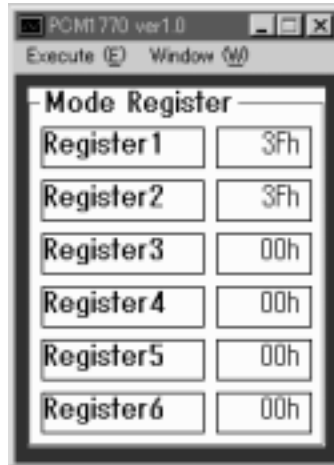 PCM1770 ver1.0
Execute (E) Window (W)
Mode Register
Register1 3Fh
Register2 3Fh
Register3 00h
Register4 00h
Register5 00h
Register6 00h